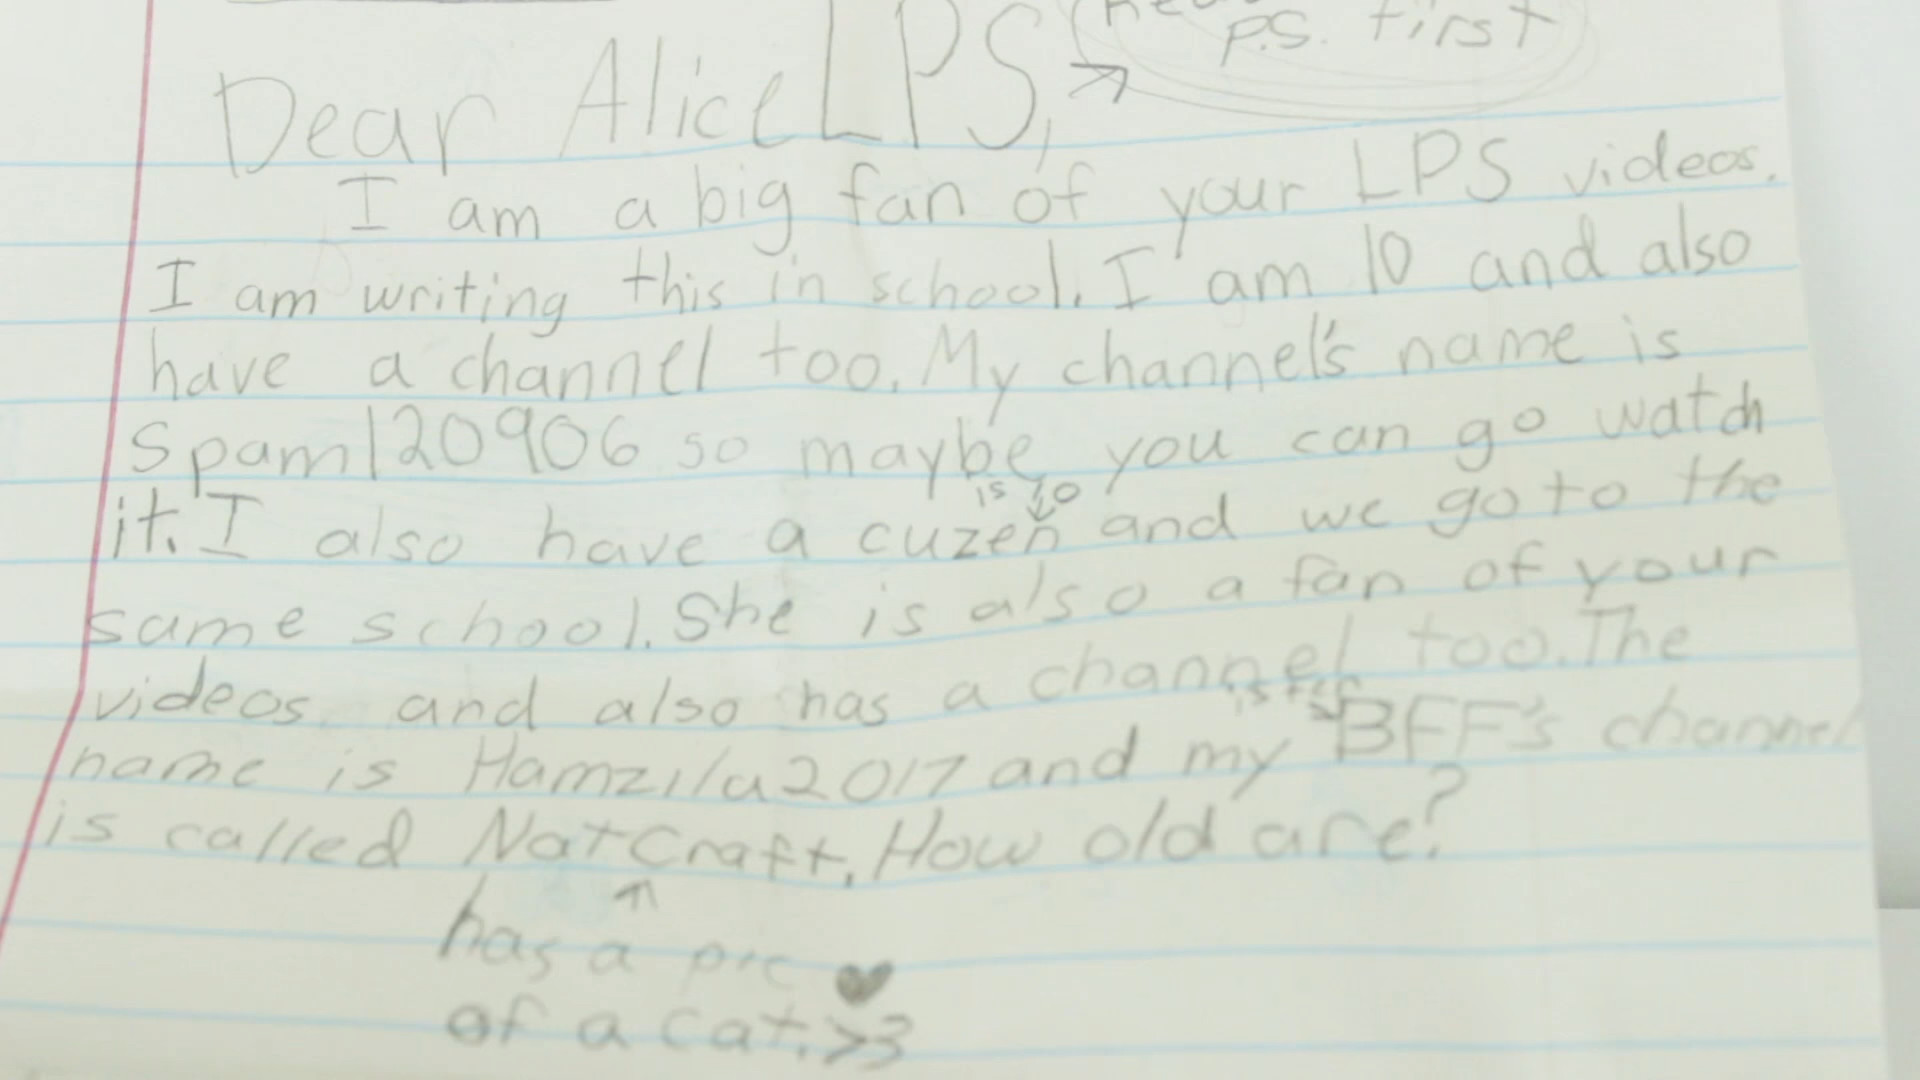 P.S. first
Dear Alice LPS,
I am a big fan of your LPS videos.
I am writing this in school. I am 10 and also
have a channel too. My channel's name is
Spam120906 so maybe you can go watch
is 10
it. I also have a cuzen and we go to the
same school. She is also a fan of your
videos and also has a channel too. The
name is Hamzila2017 and my BFF's channel
is called NatCraft. How old are?
has a pic
of a cat. >3